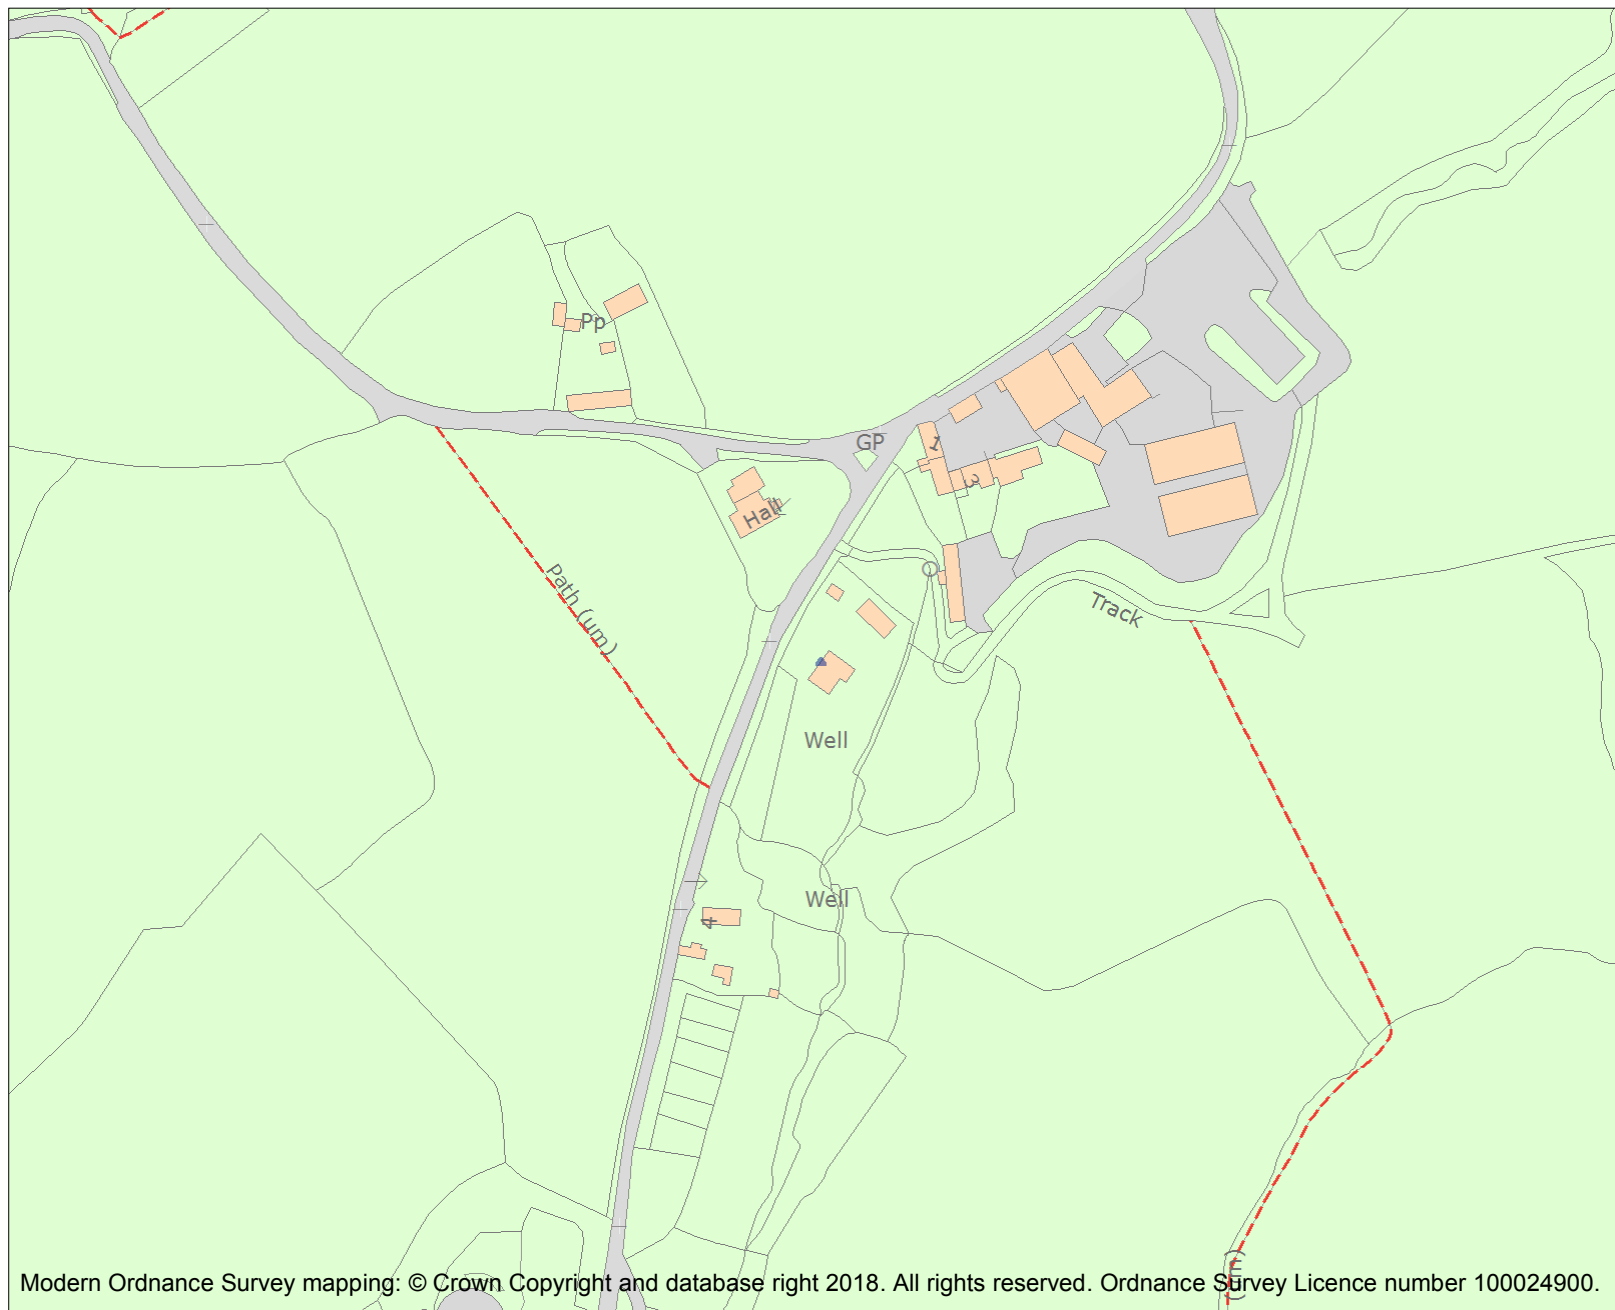 Pp
GP
1
3
Hall
Path (um)
Track
Well
Well
4
(um)
Modern Ordnance Survey mapping: © Crown Copyright and database right 2018. All rights reserved. Ordnance Survey Licence number 100024900.